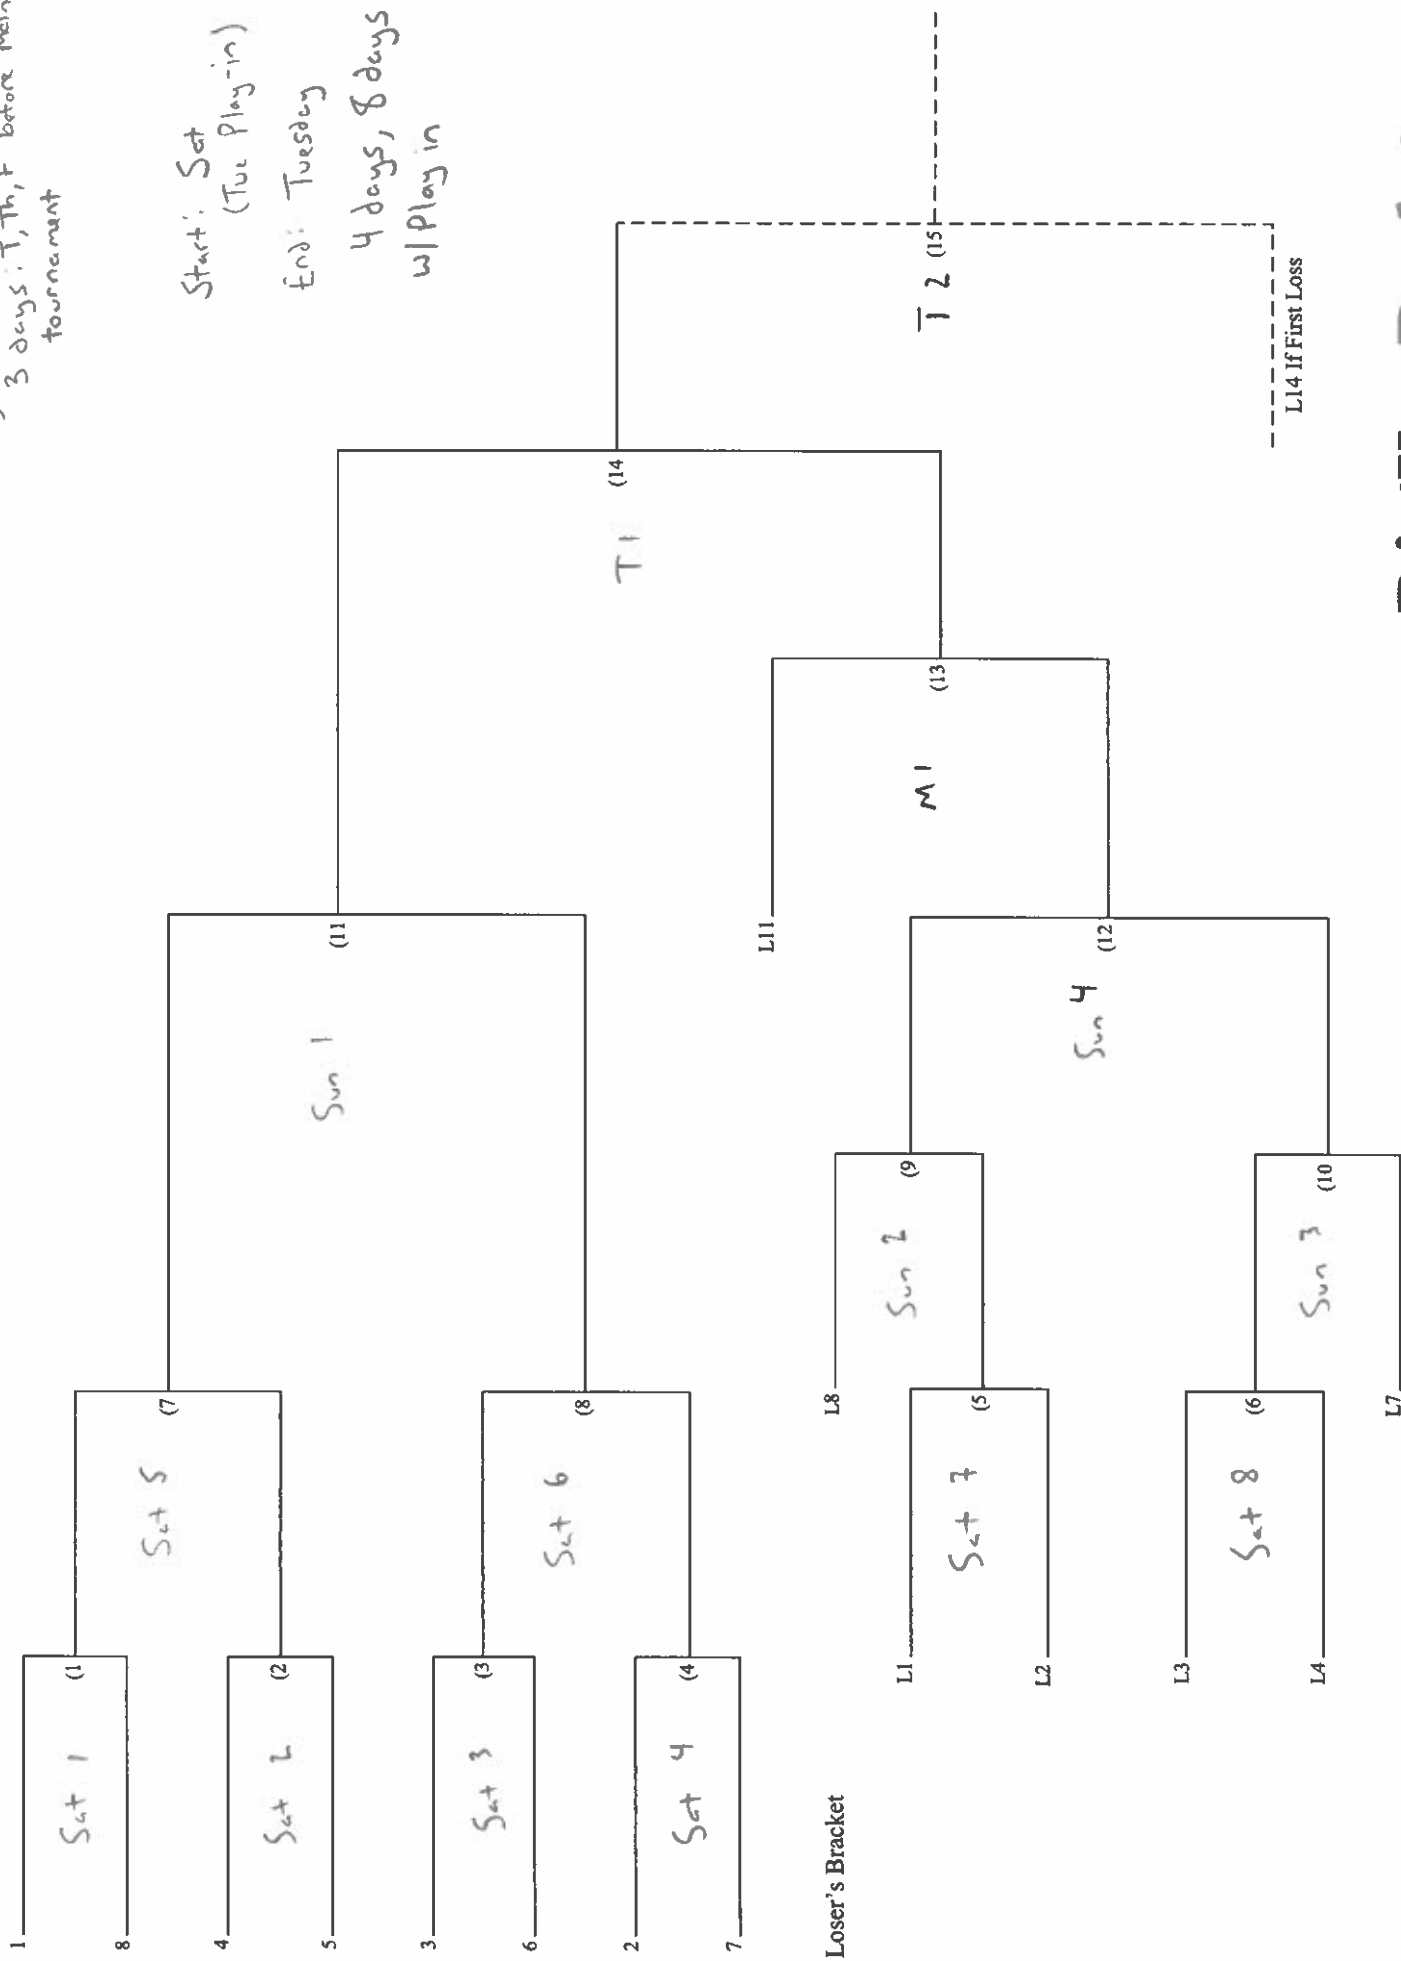 3 days: T, Th, F before Main
tournament
Start: Sat
(Tue Play-in)
End: Tuesday
4 days, 8 days
w/ Play in
1
Sat 1
(1
8
Sat 5
(7
4
Sat 2
(2
5
Sun 1
(11
3
Sat 3
(3
6
Sat 6
(8
2
Sat 4
(4
7
T 1
(14
Loser's Bracket
L11
M 1
(13
L8
Sun 2
(9
L1
Sat 7
(5
L2
Sun 4
(12
L3
Sat 8
(6
L4
Sun 3
(10
L7
2
(15
L14 If First Loss